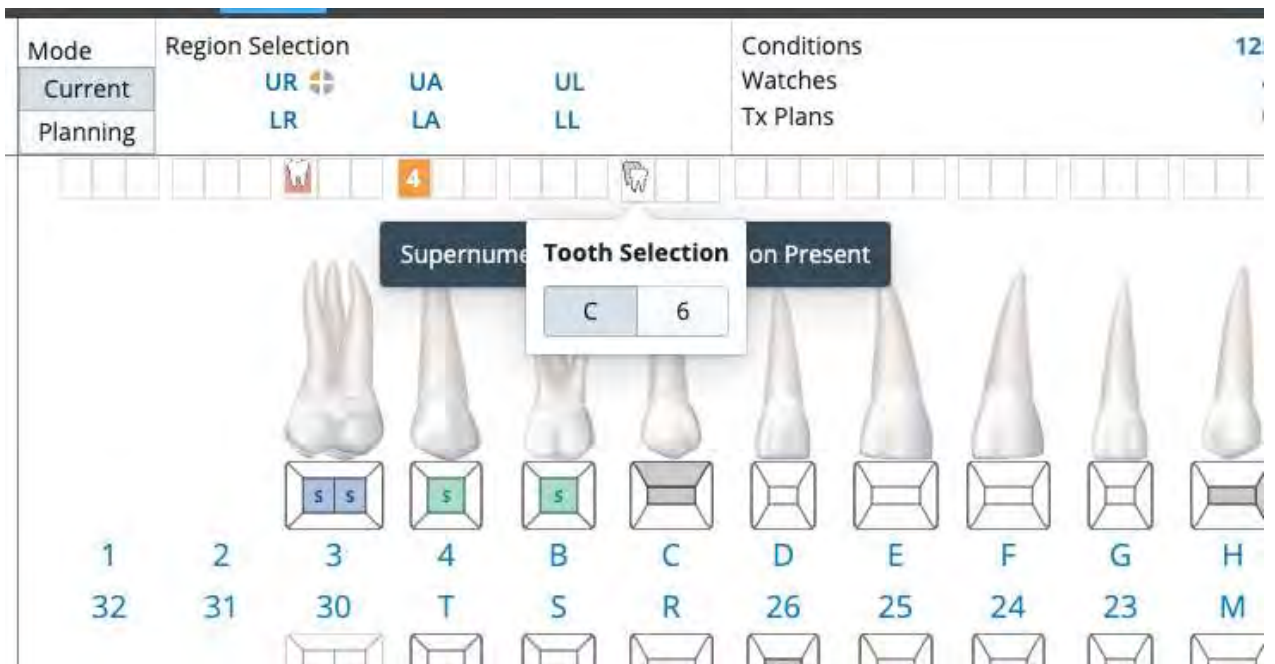 Mode
Region Selection
Conditions
Current
UR UA UL
Watches
Planning
LR LA LL
Tx Plans
4
Tooth Selection
on Present
C 6
S S S S
1 2 3 4 B C D E F G H
32 31 30 T S R 26 25 24 23 M